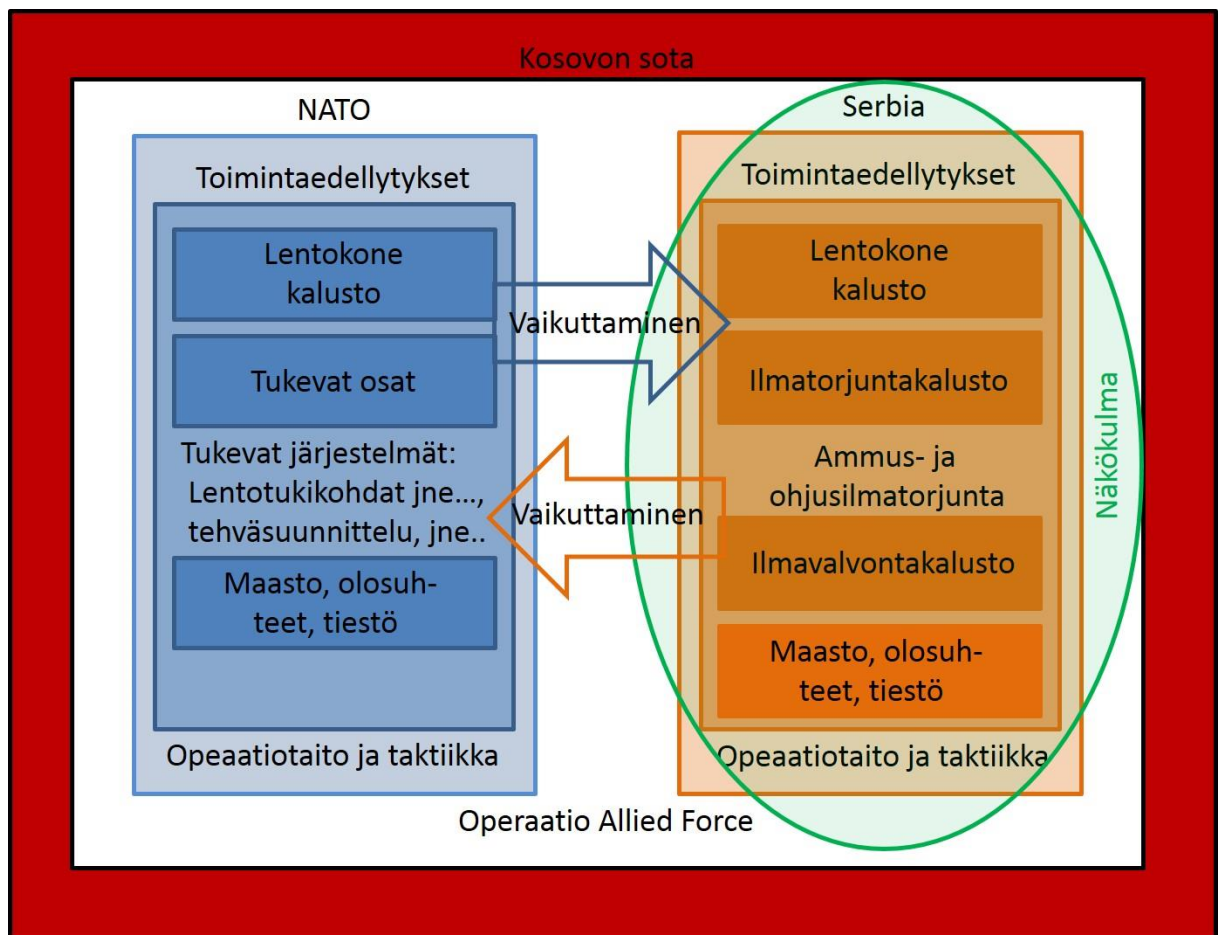 Kosovon sota
NATO
Toimintaedellytykset
Lentokone
kalusto
Tukevat osat
Tukevat järjestelmät:
Lentotukikohdat jne...,
tehväsuunnittelu, jne..
Maasto, olosuh-
teet, tiestö
Opeaatiotaito ja taktiikka
Vaikuttaminen
Vaikuttaminen
Serbia
Toimintaedellytykset
Lentokone
kalusto
Ilmatorjuntakalusto
Ammus- ja
ohjusilmatorjunta
Ilmavalvontakalusto
Maasto, olosuh-
teet, tiestö
Opeaatiotaito ja taktiikka
Näkökulma
Operaatio Allied Force